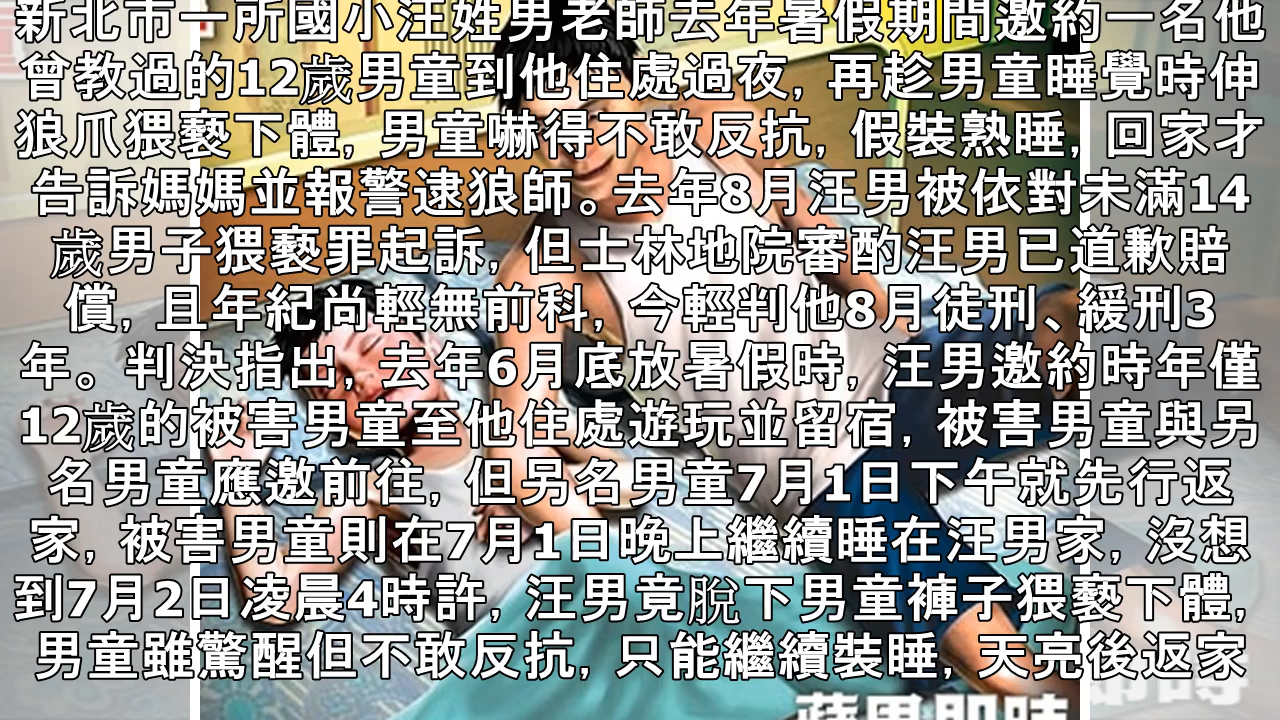 新北市一所國小汪姓男老師去年暑假期間邀約一名他
曾教過的12歲男童到他住處過夜, 再趁男童睡覺時伸
狼爪猥褻下體, 男童嚇得不敢反抗, 假裝熟睡, 回家才
告訴媽媽並報警逮狼師。去年8月汪男被依對未滿14
歲男子猥褻罪起訴, 但士林地院審酌汪男已道歉賠
償, 且年紀尚輕無前科, 今輕判他8月徒刑、緩刑3
年。判決指出, 去年6月底放暑假時, 汪男邀約時年僅
12歲的被害男童至他住處遊玩並留宿, 被害男童與另
名男童應邀前往, 但另名男童7月1日下午就先行返
家, 被害男童則在7月1日晚上繼續睡在汪男家, 沒想
到7月2日凌晨4時許, 汪男竟脫下男童褲子猥褻下體,
男童雖驚醒但不敢反抗, 只能繼續裝睡, 天亮後返家
蘋果即時